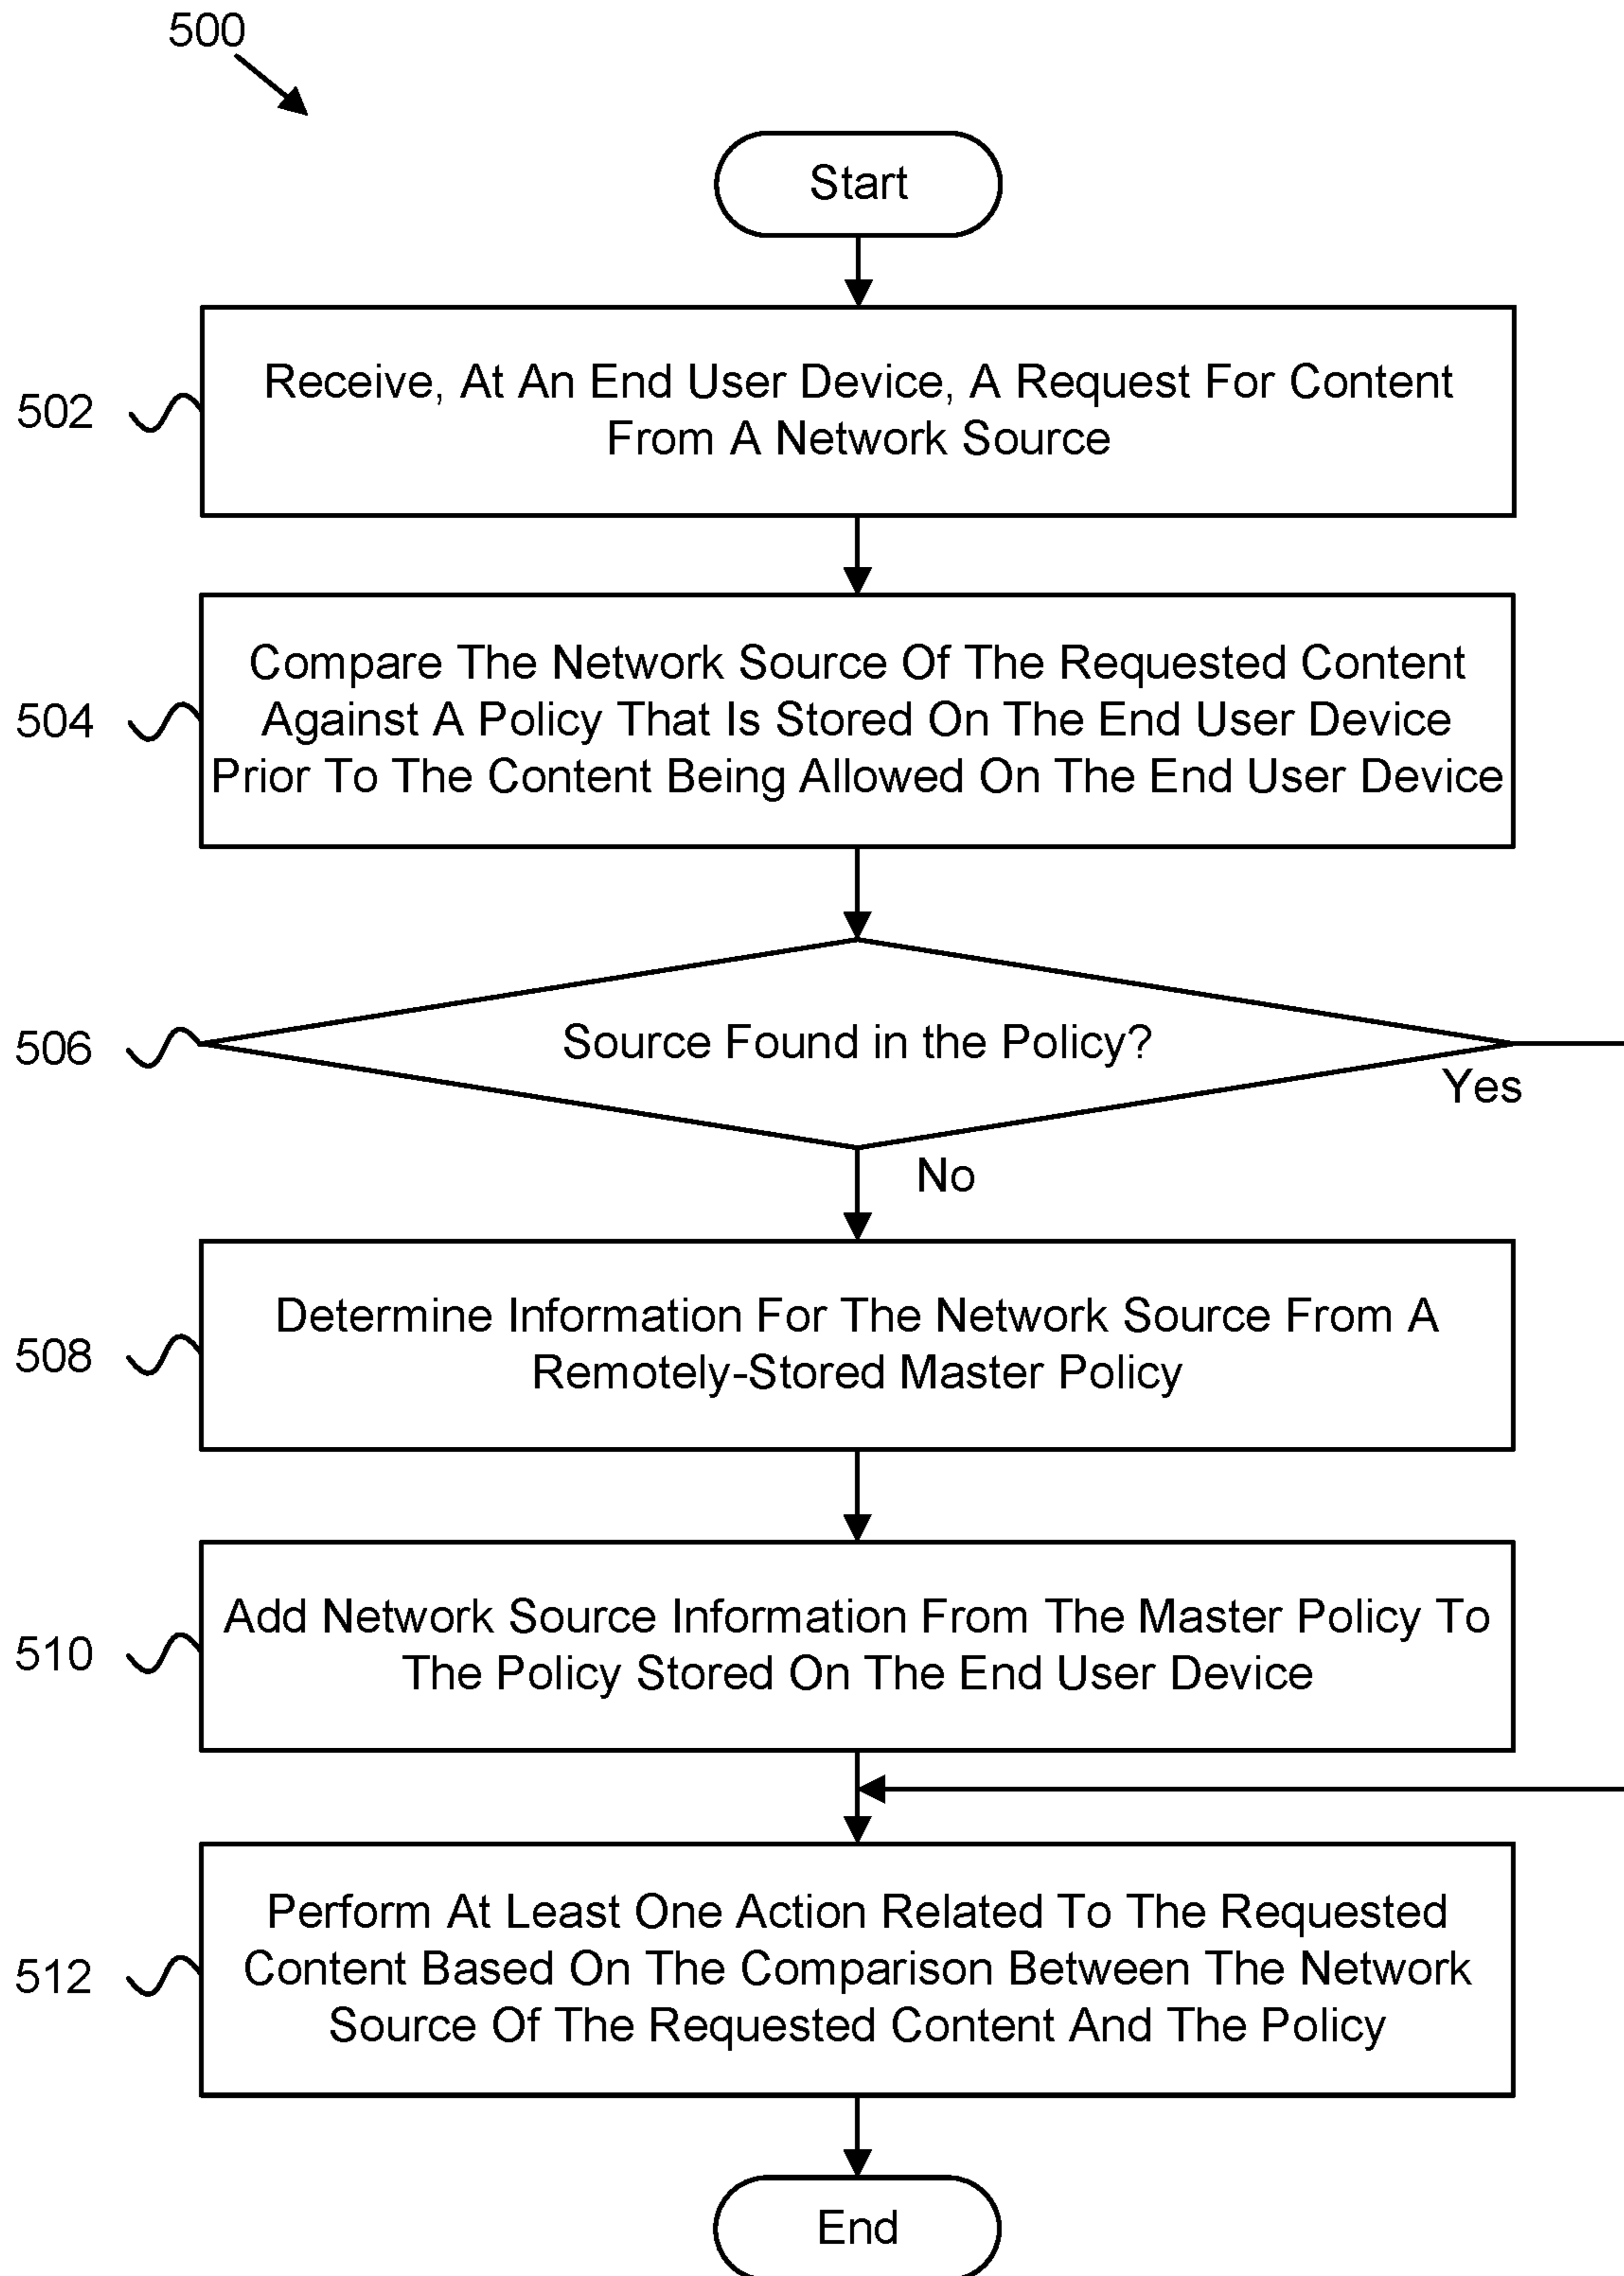 500
Start
502
Receive, At An End User Device, A Request For Content
From A Network Source
504
Compare The Network Source Of The Requested Content
Against A Policy That Is Stored On The End User Device
Prior To The Content Being Allowed On The End User Device
506
Source Found in the Policy?
Yes
No
508
Determine Information For The Network Source From A
Remotely-Stored Master Policy
510
Add Network Source Information From The Master Policy To
The Policy Stored On The End User Device
512
Perform At Least One Action Related To The Requested
Content Based On The Comparison Between The Network
Source Of The Requested Content And The Policy
End